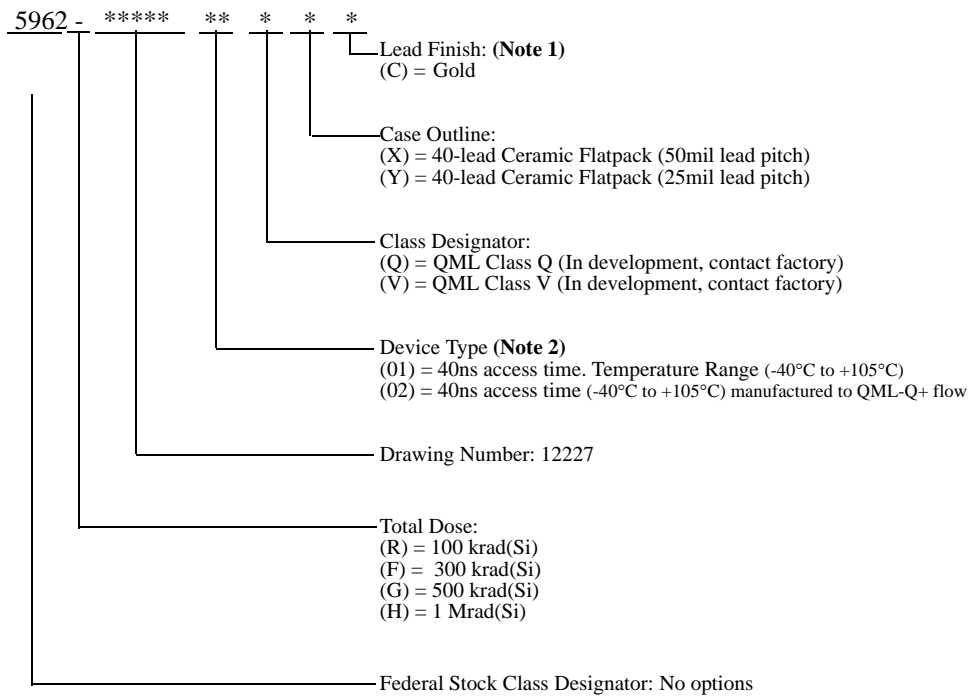 5962 - ***** ** * * *
Lead Finish: (Note 1)
(C) = Gold
Case Outline:
(X) = 40-lead Ceramic Flatpack (50mil lead pitch)
(Y) = 40-lead Ceramic Flatpack (25mil lead pitch)
Class Designator:
(Q) = QML Class Q (In development, contact factory)
(V) = QML Class V (In development, contact factory)
Device Type (Note 2)
(01) = 40ns access time. Temperature Range (-40°C to +105°C)
(02) = 40ns access time (-40°C to +105°C) manufactured to QML-Q+ flow
Drawing Number: 12227
Total Dose:
(R) = 100 krad(Si)
(F) = 300 krad(Si)
(G) = 500 krad(Si)
(H) = 1 Mrad(Si)
Federal Stock Class Designator: No options